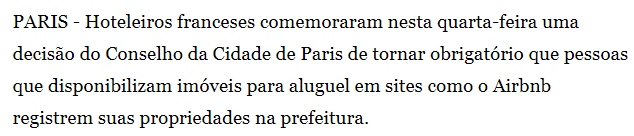 PARIS - Hoteleiros franceses comemoraram nesta quarta-feira uma
decisão do Conselho da Cidade de Paris de tornar obrigatório que pessoas
que disponibilizam imóveis para aluguel em sites como o Airbnb
registrem suas propriedades na prefeitura.